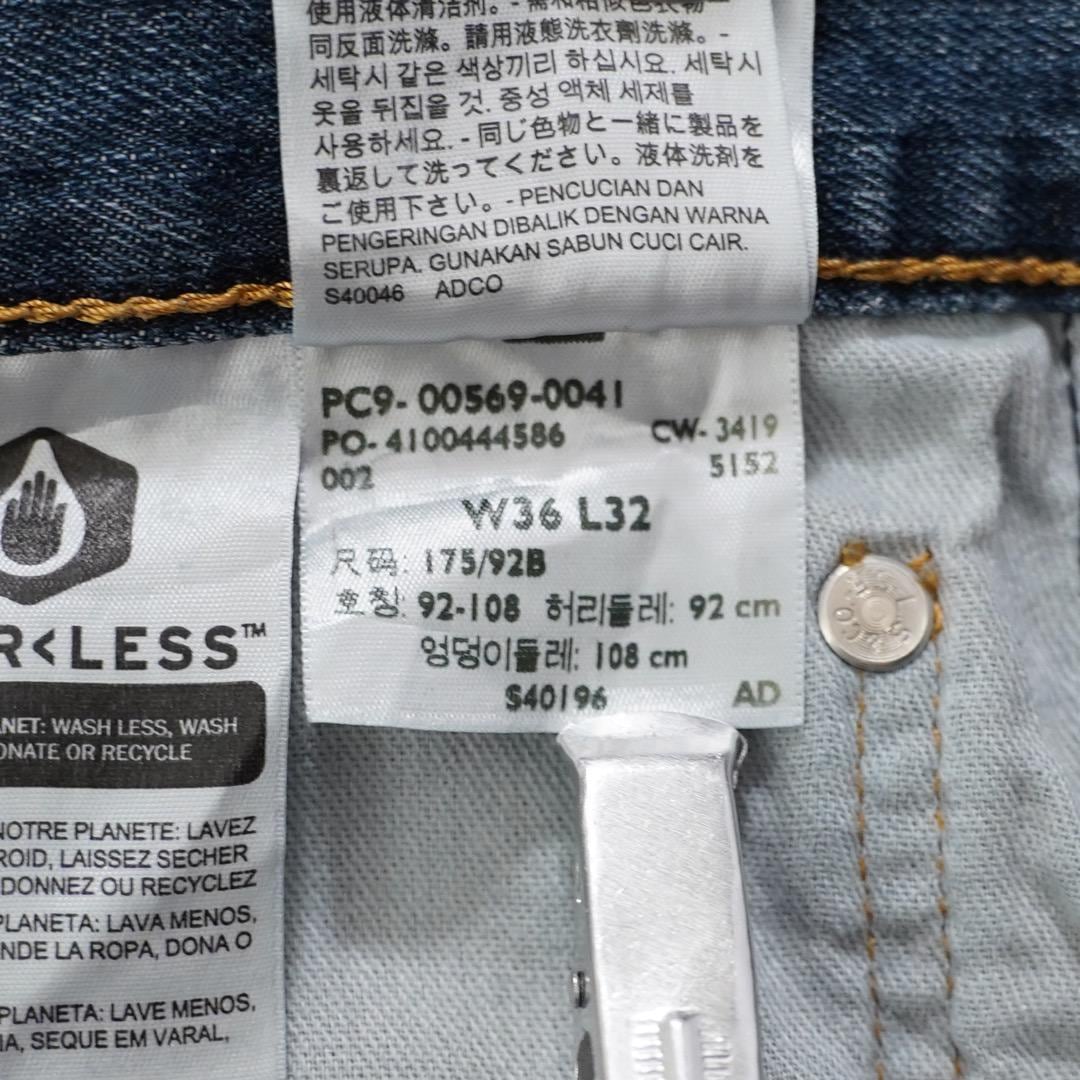 使用液体清洁剂。-
同反面洗滌。請用液態洗衣劑洗滌。-
세탁시 같은 색상끼리 하십시요. 세탁시
옷을 뒤집을 것. 중성 액체 세제를
사용하세요. - 同じ色物と一緒に製品を
裏返して洗ってください。液体洗剤を
ご使用下さい。- PENCUCIAN DAN
PENGERINGAN DIBALIK DENGAN WARNA
SERUPA. GUNAKAN SABUN CUCI CAIR.
S40046 ADCO
PC9- 00569-0041
PO- 4100444586 CW- 3419
002 5152
W36 L32
尺码: 175/92B
호칭: 92-108 허리둘레: 92 cm
엉덩이둘레: 108 cm
S40196 AD
R<LESS™
ANET: WASH LESS, WASH
ONATE OR RECYCLE
NOTRE PLANETE: LAVEZ
ROID, LAISSEZ SECHER
DONNEZ OU RECYCLEZ
PLANETA: LAVA MENOS,
NDE LA ROPA, DONA O
PLANETA: LAVE MENOS,
IA, SEQUE EM VARAL,